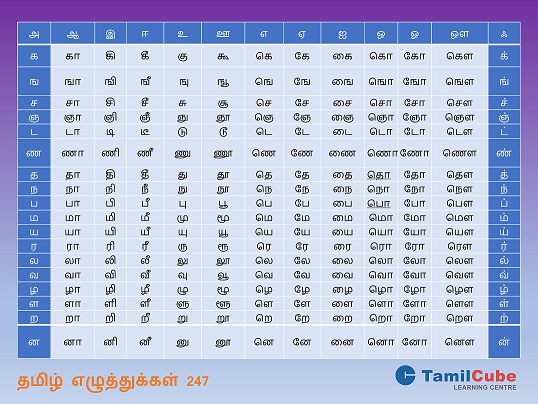 அ ஆ இ ஈ உ ஊ எ ஏ ஐ ஒ ஓ ஔ ஃ
க கா கி கீ கு கூ கெ கே கை கொ கோ கௌ க்
ங ஙா ஙி ஙீ ஙு ஙூ ஙெ ஙே ஙை ஙொ ஙோ ஙௌ ங்
ச சா சி சீ சு சூ செ சே சை சொ சோ சௌ ச்
ஞ ஞா ஞி ஞீ ஞு ஞூ ஞெ ஞே ஞை ஞொ ஞோ ஞௌ ஞ்
ட டா டி டீ டு டூ டெ டே டை டொ டோ டௌ ட்
ண ணா ணி ணீ ணு ணூ ணெ ணே ணை ணொ ணோ ணௌ ண்
த தா தி தீ து தூ தெ தே தை தொ தோ தௌ த்
ந நா நி நீ நு நூ நெ நே நை நொ நோ நௌ ந்
ப பா பி பீ பு பூ பெ பே பை பொ போ பௌ ப்
ம மா மி மீ மு மூ மெ மே மை மொ மோ மௌ ம்
ய யா யி யீ யு யூ யெ யே யை யொ யோ யௌ ய்
ர ரா ரி ரீ ரு ரூ ரெ ரே ரை ரொ ரோ ரௌ ர்
ல லா லி லீ லு லூ லெ லே லை லொ லோ லௌ ல்
வ வா வி வீ வு வூ வெ வே வை வொ வோ வௌ வ்
ழ ழா ழி ழீ ழு ழூ ழெ ழே ழை ழொ ழோ ழௌ ழ்
ள ளா ளி ளீ ளு ளூ ளெ ளே ளை ளொ ளோ ளௌ ள்
ற றா றி றீ று றூ றெ றே றை றொ றோ றௌ ற்
ன னா னி னீ னு னூ னெ னே னை னொ னோ னௌ ன்
தமிழ் எழுத்துக்கள் 247
TamilCube
LEARNING CENTRE